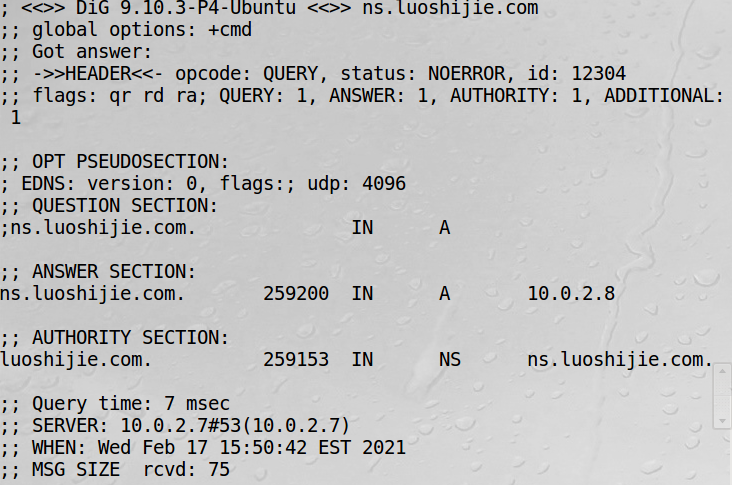 ; <<>> DiG 9.10.3-P4-Ubuntu <<>> ns.luoshijie.com
;; global options: +cmd
;; Got answer:
;; ->>HEADER<<- opcode: QUERY, status: NOERROR, id: 12304
;; flags: qr rd ra; QUERY: 1, ANSWER: 1, AUTHORITY: 1, ADDITIONAL:
 1
;; OPT PSEUDOSECTION:
; EDNS: version: 0, flags:; udp: 4096
;; QUESTION SECTION:
;ns.luoshijie.com. IN A
;; ANSWER SECTION:
ns.luoshijie.com. 259200 IN A 10.0.2.8
;; AUTHORITY SECTION:
luoshijie.com. 259153 IN NS ns.luoshijie.com.
;; Query time: 7 msec
;; SERVER: 10.0.2.7#53(10.0.2.7)
;; WHEN: Wed Feb 17 15:50:42 EST 2021
;; MSG SIZE rcvd: 75